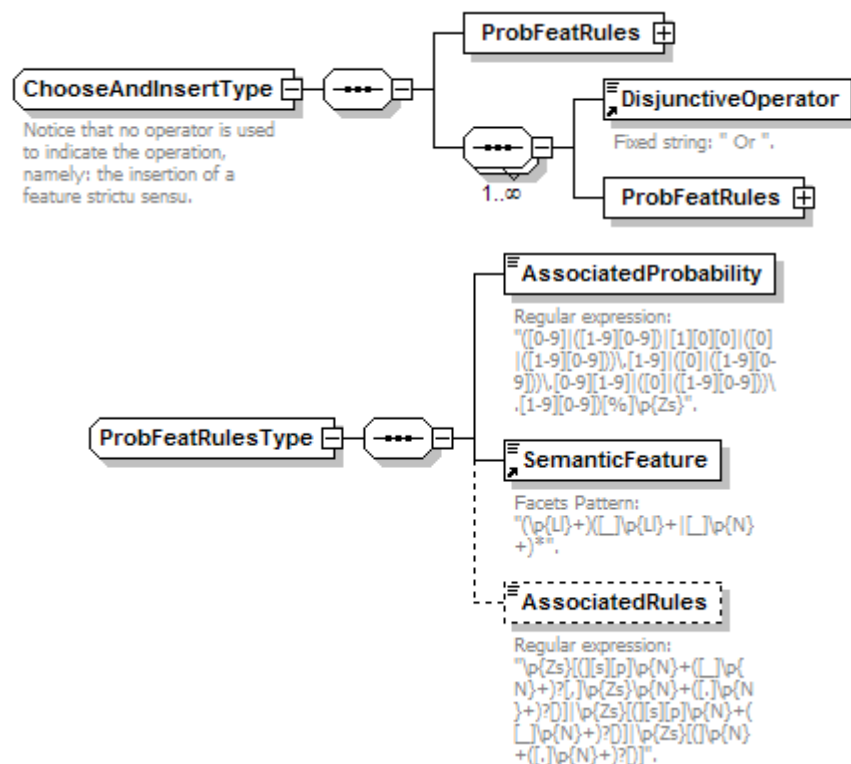 ProbFeatRules
ChooseAndInsertType
Notice that no operator is used
to indicate the operation,
namely: the insertion of a
feature strictu sensu.
1..∞
DisjunctiveOperator
Fixed string: " Or ".
ProbFeatRules
ProbFeatRulesType
AssociatedProbability
Regular expression:
"([0-9]|([1-9][0-9])|[1][0][0]|([0]
|([1-9][0-9]))\.[1-9]|([0]|([1-9][0-
9]))\.[0-9][1-9]|([0]|([1-9][0-9]))\
.[1-9][0-9])[%]\p{Zs}".
SemanticFeature
Facets Pattern:
"(\p{Ll}+)([_]\p{Ll}+|[_]\p{N}
+)*".
AssociatedRules
Regular expression:
"\p{Zs}[(][s][p]\p{N}+([_]\p{
N}+)?[,]\p{Zs}\p{N}+([.]\p{N
}+)?[)]|\p{Zs}[(][s][p]\p{N}+(
[_]\p{N}+)?[)]|\p{Zs}[(]\p{N}
+([.]\p{N}+)?[)]".